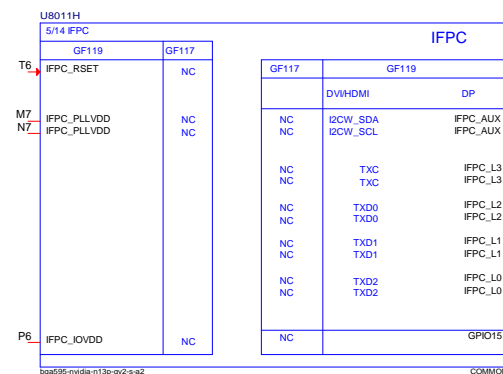 U8011H
5/14 IFPC
IFPC
GF119 GF117
T6 IFPC_RSET NC
GF117 GF119
DVI/HDMI DP
M7 IFPC_PLLVDD NC
N7 IFPC_PLLVDD NC
NC I2CW_SDA IFPC_AUX
NC I2CW_SCL IFPC_AUX
NC TXC IFPC_L3
NC TXC IFPC_L3
NC TXD0 IFPC_L2
NC TXD0 IFPC_L2
NC TXD1 IFPC_L1
NC TXD1 IFPC_L1
NC TXD2 IFPC_L0
NC TXD2 IFPC_L0
P6 IFPC_IOVDD NC
NC GPIO15
bga595-nvidia-n13p-gv2-s-a2